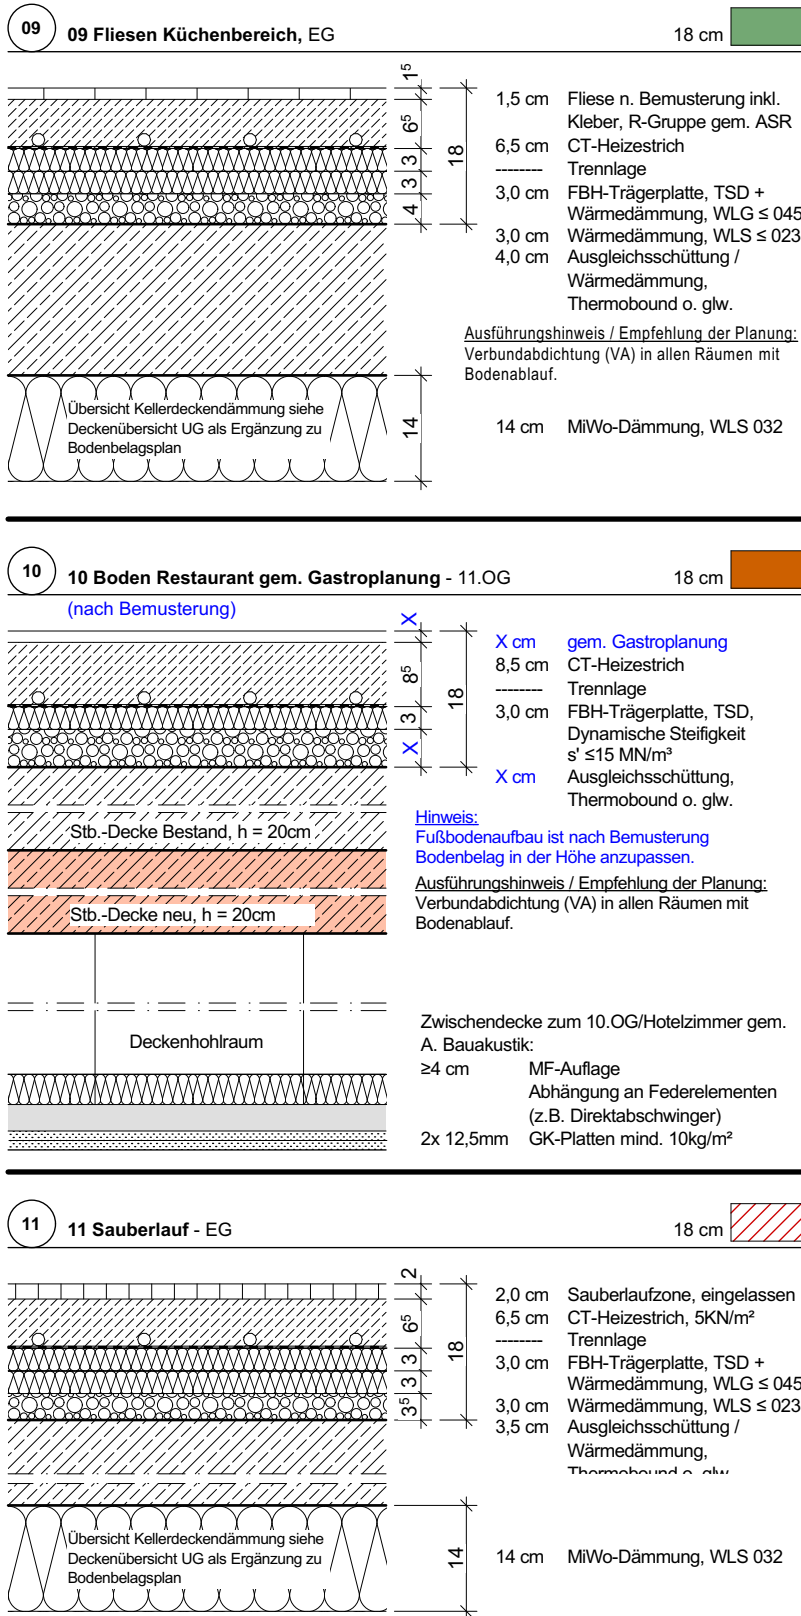 09
09 Fliesen Küchenbereich, EG
18 cm
1⁵
6⁵
3
3
4
18
1,5 cm Fliese n. Bemusterung inkl.
Kleber, R-Gruppe gem. ASR
6,5 cm CT-Heizestrich
-------- Trennlage
3,0 cm FBH-Trägerplatte, TSD +
Wärmedämmung, WLG ≤ 045
3,0 cm Wärmedämmung, WLS ≤ 023
4,0 cm Ausgleichsschüttung /
Wärmedämmung,
Thermobound o. glw.
Ausführungshinweis / Empfehlung der Planung:
Verbundabdichtung (VA) in allen Räumen mit
Bodenablauf.
Übersicht Kellerdeckendämmung siehe
Deckenübersicht UG als Ergänzung zu
Bodenbelagsplan
14
14 cm MiWo-Dämmung, WLS 032
10
10 Boden Restaurant gem. Gastroplanung - 11.OG
18 cm
(nach Bemusterung)
X
8⁵
3
X
18
X cm gem. Gastroplanung
8,5 cm CT-Heizestrich
-------- Trennlage
3,0 cm FBH-Trägerplatte, TSD,
Dynamische Steifigkeit
s' ≤15 MN/m³
X cm Ausgleichsschüttung,
Thermobound o. glw.
Hinweis:
Fußbodenaufbau ist nach Bemusterung
Bodenbelag in der Höhe anzupassen.
Ausführungshinweis / Empfehlung der Planung:
Verbundabdichtung (VA) in allen Räumen mit
Bodenablauf.
Stb.-Decke Bestand, h = 20cm
Stb.-Decke neu, h = 20cm
Deckenhohlraum
Zwischendecke zum 10.OG/Hotelzimmer gem.
A. Bauakustik:
≥4 cm MF-Auflage
Abhängung an Federelementen
(z.B. Direktabschwinger)
2x 12,5mm GK-Platten mind. 10kg/m²
11
11 Sauberlauf - EG
18 cm
2
6⁵
3
3
3⁵
18
2,0 cm Sauberlaufzone, eingelassen
6,5 cm CT-Heizestrich, 5KN/m²
-------- Trennlage
3,0 cm FBH-Trägerplatte, TSD +
Wärmedämmung, WLG ≤ 045
3,0 cm Wärmedämmung, WLS ≤ 023
3,5 cm Ausgleichsschüttung /
Wärmedämmung,
Thermobound o. glw.
Übersicht Kellerdeckendämmung siehe
Deckenübersicht UG als Ergänzung zu
Bodenbelagsplan
14
14 cm MiWo-Dämmung, WLS 032